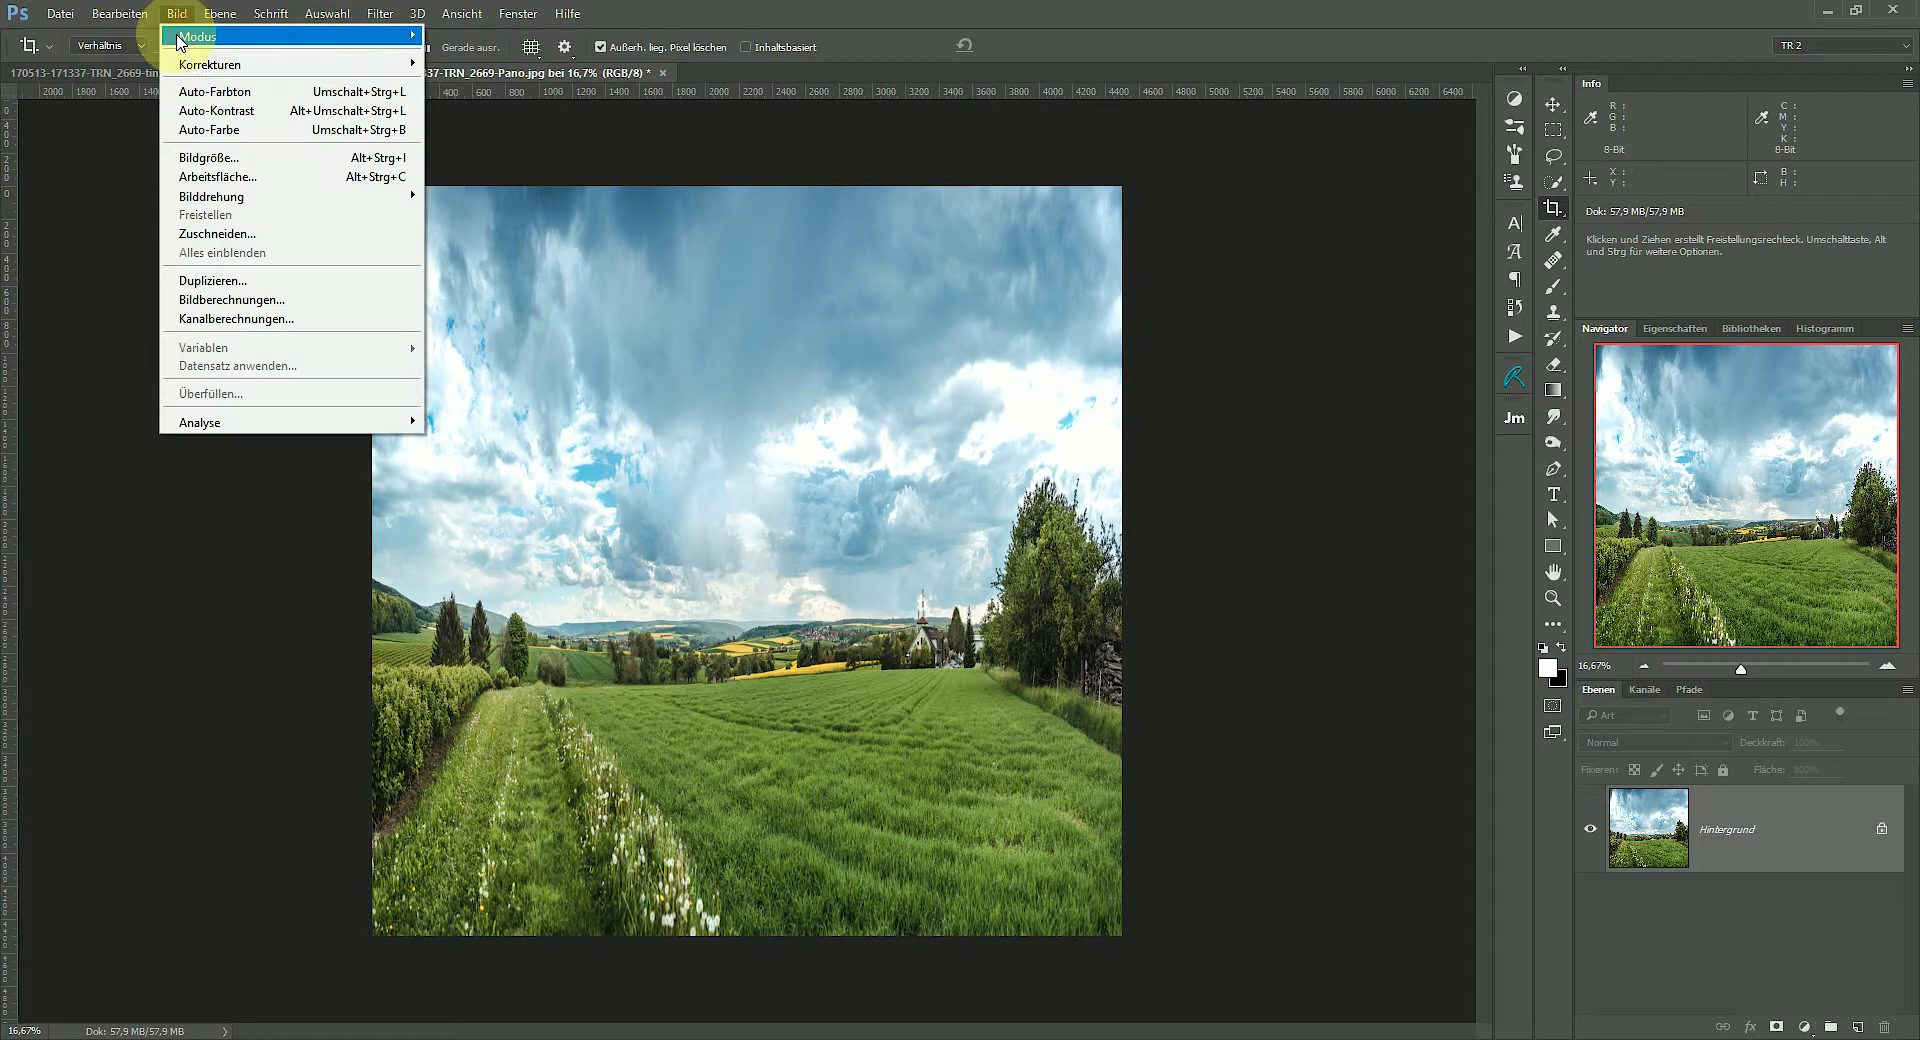 Ps Datei Bearbeiten Bild Ebene Schrift Auswahl Filter 3D Ansicht Fenster Hilfe
Verhältnis Gerade ausr. Außerh. lieg. Pixel löschen Inhaltsbasiert TR 2
170513-171337-TRN_2669-tin 37-TRN_2669-Pano.jpg bei 16,7% (RGB/8) *
2000 1800 1600 1400 400 600 800 1000 1200 1400 1600 1800 2000 2200 2400 2600 2800 3000 3200 3400 3600 3800 4000 4200 4400 4600 4800 5000 5200 5400 5600 5800 6000 6200 6400
Modus
Korrekturen
Auto-Farbton Umschalt+Strg+L
Auto-Kontrast Alt+Umschalt+Strg+L
Auto-Farbe Umschalt+Strg+B
Bildgröße... Alt+Strg+I
Arbeitsfläche... Alt+Strg+C
Bilddrehung
Freistellen
Zuschneiden...
Alles einblenden
Duplizieren...
Bildberechnungen...
Kanalberechnungen...
Variablen
Datensatz anwenden...
Überfüllen...
Analyse
Jm
Info
R : C :
G : M :
B : Y :
K :
8-Bit 8-Bit
X : B :
Y : H :
Dok: 57,9 MB/57,9 MB
Klicken und Ziehen erstellt Freistellungsrechteck. Umschalttaste, Alt
und Strg für weitere Optionen.
Navigator Eigenschaften Bibliotheken Histogramm
16,67%
Ebenen Kanäle Pfade
Art
Normal Deckkraft: 100%
Fixieren: Fläche: 100%
Hintergrund
fx
16,67% Dok: 57,9 MB/57,9 MB